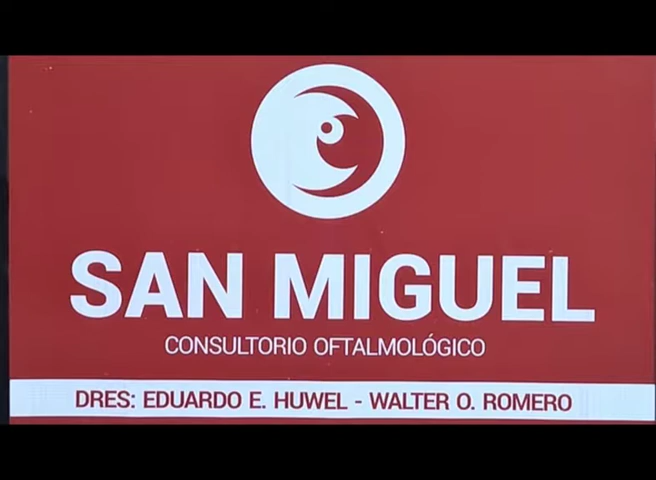 SAN MIGUEL
CONSULTORIO OFTALMOLÓGICO
DRES: EDUARDO E. HUWEL - WALTER O. ROMERO